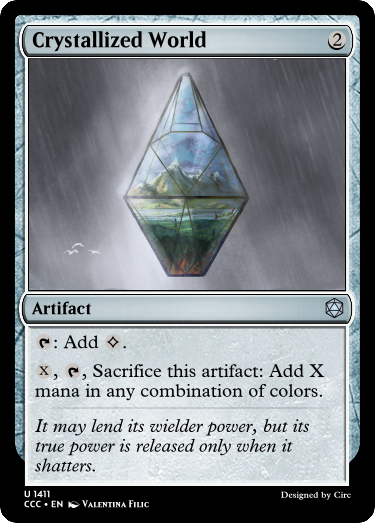 Crystallized World 2
Artifact
: Add .
X, , Sacrifice this artifact: Add X
mana in any combination of colors.
It may lend its wielder power, but its
true power is released only when it
shatters.
U 1411
CCC • EN Valentina Filic
Designed by Circ